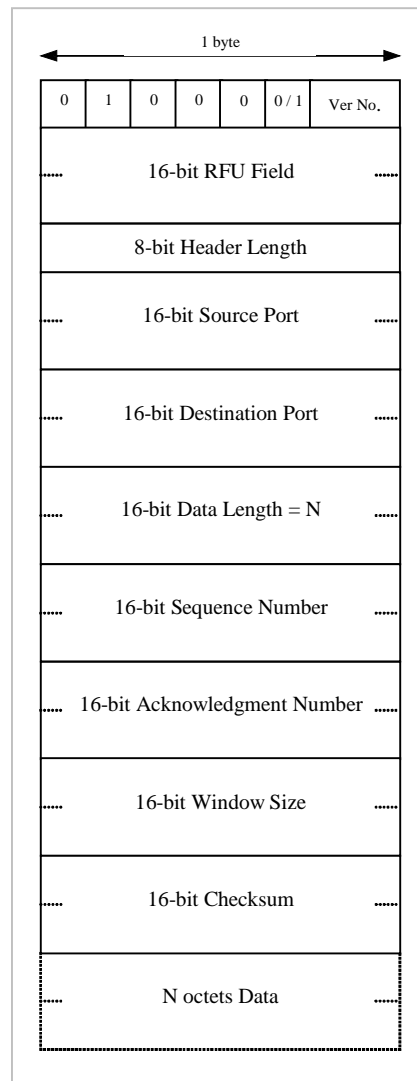 1 byte
0 1 0 0 0 0 / 1 Ver No.
16-bit RFU Field
8-bit Header Length
16-bit Source Port
16-bit Destination Port
16-bit Data Length = N
16-bit Sequence Number
16-bit Acknowledgment Number
16-bit Window Size
16-bit Checksum
N octets Data